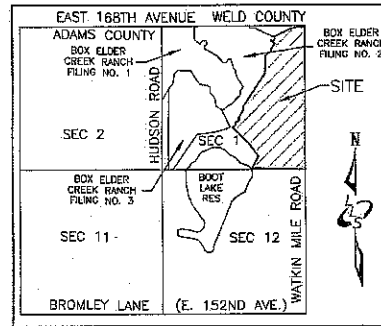 EAST 168TH AVENUE WELD COUNTY
ADAMS COUNTY
BOX ELDER
CREEK RANCH
FILING NO. 1
BOX ELDER
CREEK RANCH
FILING NO. 2
HUDSON ROAD
SITE
SEC 2
SEC 1
N
BOX ELDER
CREEK RANCH
FILING NO. 3
BOOT
LAKE
RES.
SEC 11
SEC 12
WATKIN MILE ROAD
BROMLEY LANE (E. 152ND AVE.)